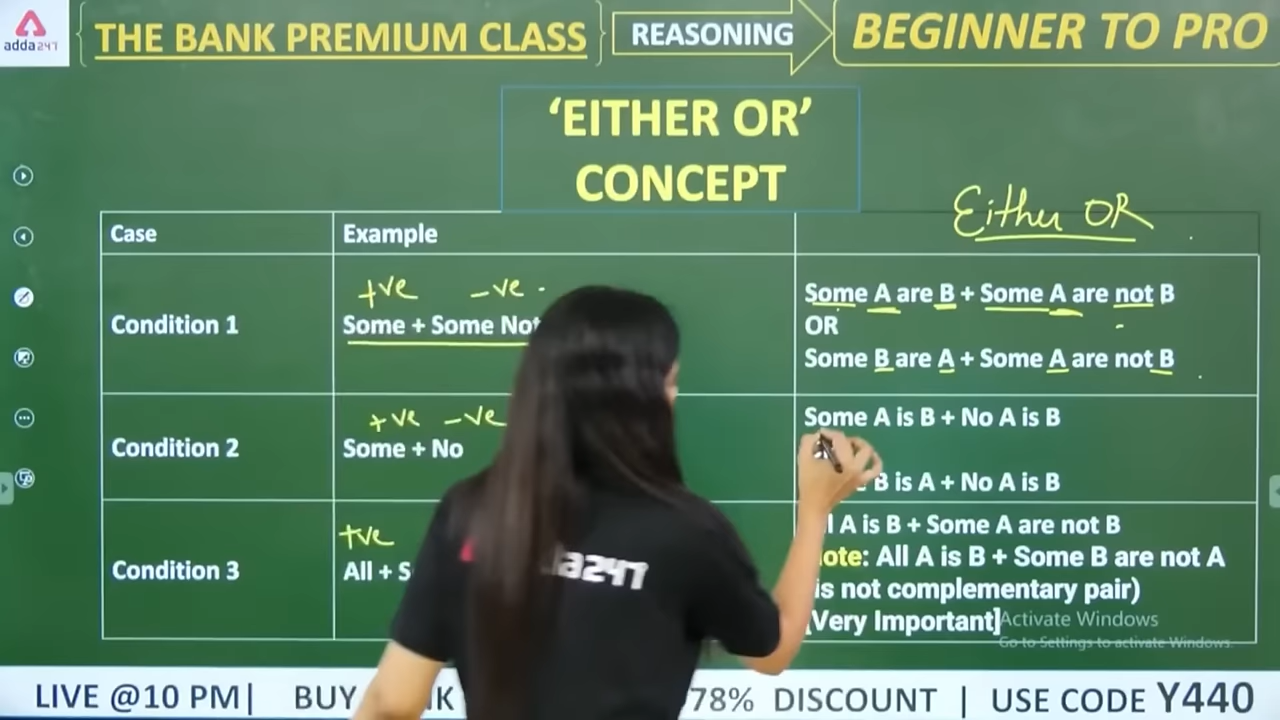 adda247
THE BANK PREMIUM CLASS
REASONING
BEGINNER TO PRO
'EITHER OR'
CONCEPT
Either OR
Case
Example
Condition 1
+ve -ve
Some + Some Not
Some A are B + Some A are not B
OR
Some B are A + Some A are not B
Condition 2
+ve -ve
Some + No
Some A is B + No A is B
B is A + No A is B
Condition 3
+ve
All + S
A is B + Some A are not B
ote: All A is B + Some B are not A
is not complementary pair)
(Very Important]
a247
Activate Windows
Go to Settings to activate Windows.
LIVE @10 PM| BUY 78% DISCOUNT | USE CODE Y440